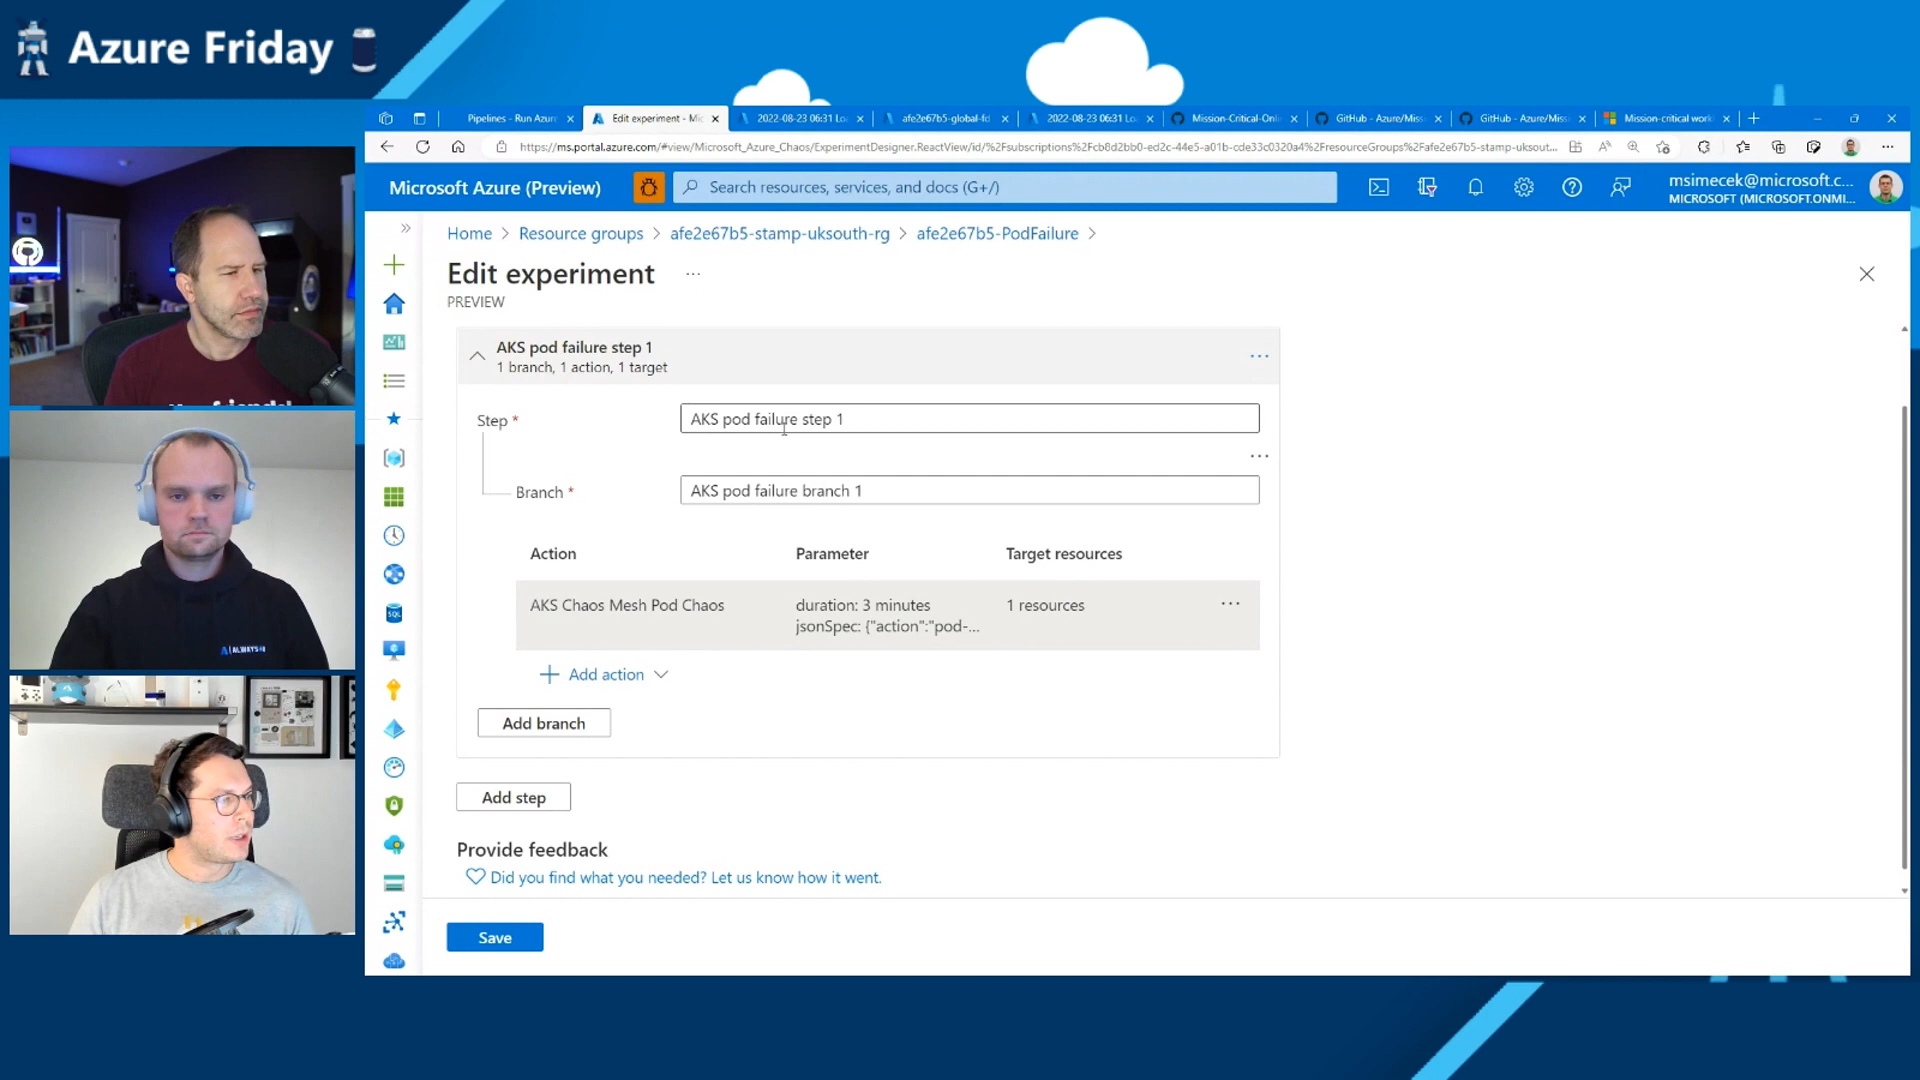 Azure Friday
Pipelines - Run Azure
Edit experiment - Mic
2022-08-23 06:31 Loa
afe2e67b5-global-fd
2022-08-23 06:31 Loa
Mission-Critical-Onli
GitHub - Azure/Missi
GitHub - Azure/Missi
Mission-critical work
https://ms.portal.azure.com/#view/Microsoft_Azure_Chaos/ExperimentDesigner.ReactView/id/%2Fsubscriptions%2Fcb8d2bb0-ed2c-44e5-a01b-cde33c0320a4%2FresourceGroups%2Fafe2e67b5-stamp-uksout...
Microsoft Azure (Preview)
Search resources, services, and docs (G+/)
msimecek@microsoft.c...
MICROSOFT (MICROSOFT.ONMI...
Home > Resource groups > afe2e67b5-stamp-uksouth-rg > afe2e67b5-PodFailure >
Edit experiment ...
PREVIEW
AKS pod failure step 1
1 branch, 1 action, 1 target
Step *
AKS pod failure step 1
Branch *
AKS pod failure branch 1
Action Parameter Target resources
AKS Chaos Mesh Pod Chaos
duration: 3 minutes
jsonSpec: {"action":"pod-...
1 resources
Add action
Add branch
Add step
Provide feedback
Did you find what you needed? Let us know how it went.
Save
SQL